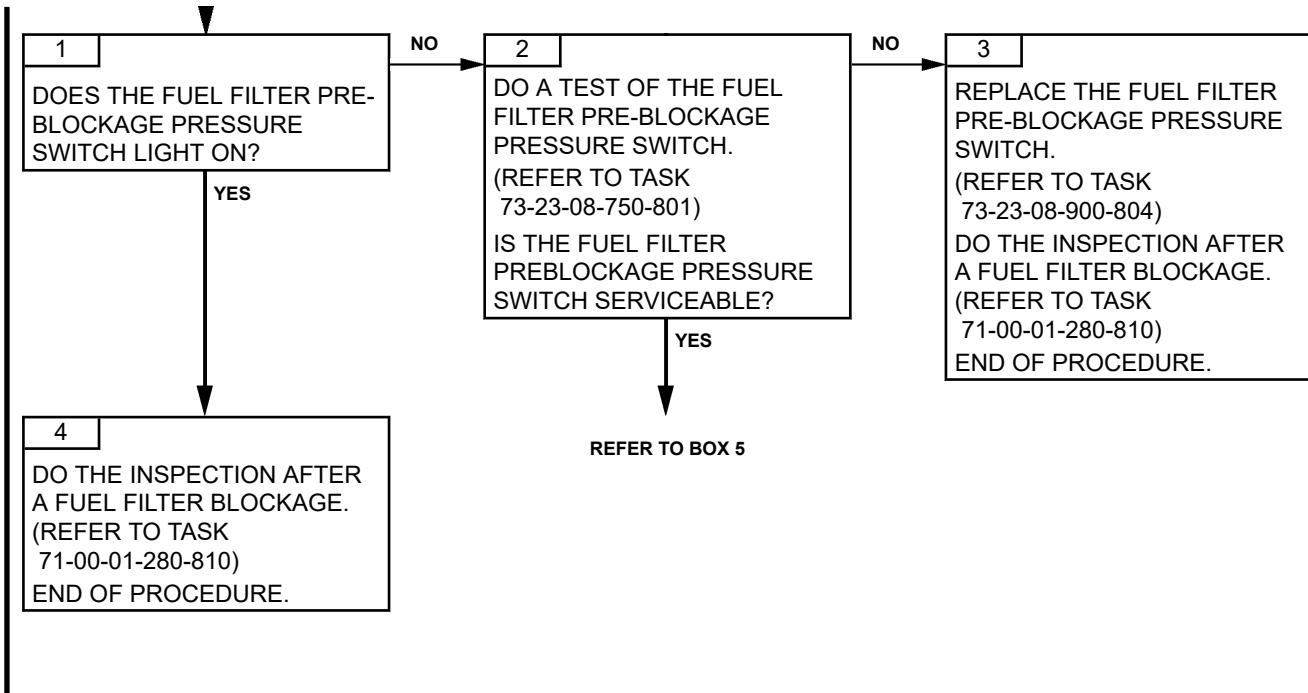 1
DOES THE FUEL FILTER PRE-
BLOCKAGE PRESSURE
SWITCH LIGHT ON?
NO
YES
2
DO A TEST OF THE FUEL
FILTER PRE-BLOCKAGE
PRESSURE SWITCH.
(REFER TO TASK
73-23-08-750-801)
IS THE FUEL FILTER
PREBLOCKAGE PRESSURE
SWITCH SERVICEABLE?
NO
YES
REFER TO BOX 5
3
REPLACE THE FUEL FILTER
PRE-BLOCKAGE PRESSURE
SWITCH.
(REFER TO TASK
73-23-08-900-804)
DO THE INSPECTION AFTER
A FUEL FILTER BLOCKAGE.
(REFER TO TASK
71-00-01-280-810)
END OF PROCEDURE.
4
DO THE INSPECTION AFTER
A FUEL FILTER BLOCKAGE.
(REFER TO TASK
71-00-01-280-810)
END OF PROCEDURE.